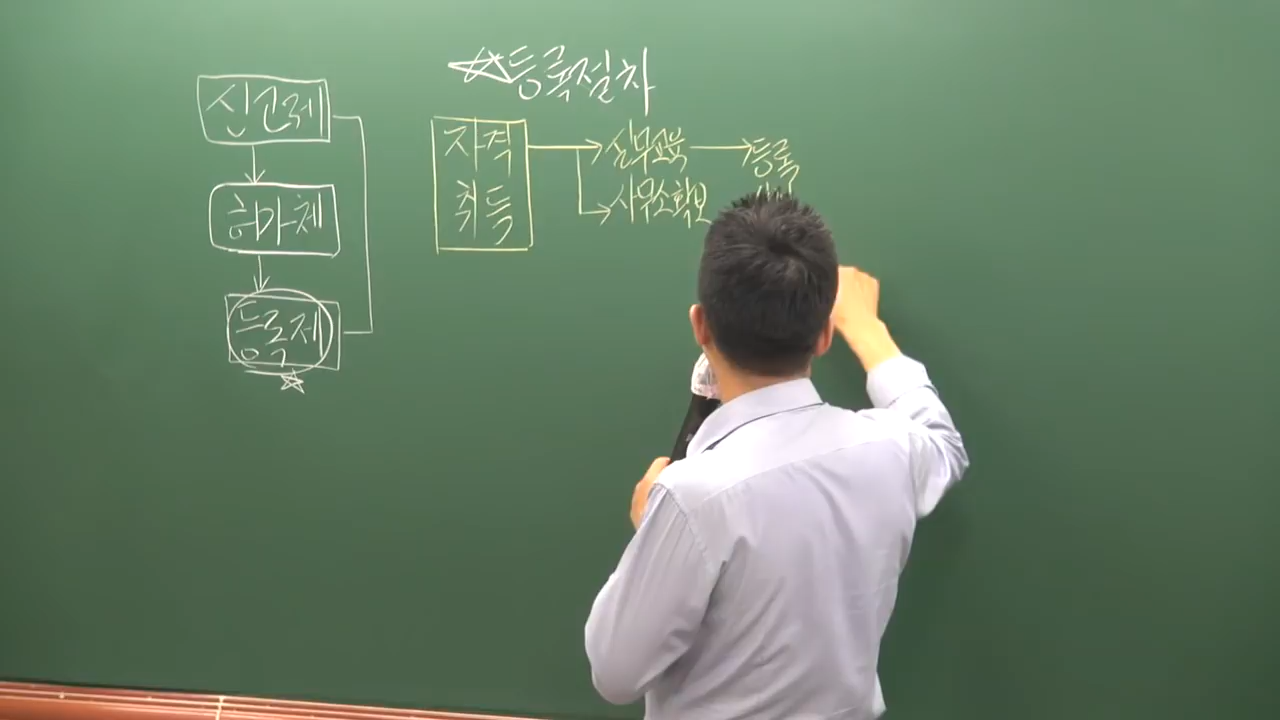 신고제
허가제
등록제
☆등록절차
자격
취득
실무교육
사무소확보
등록